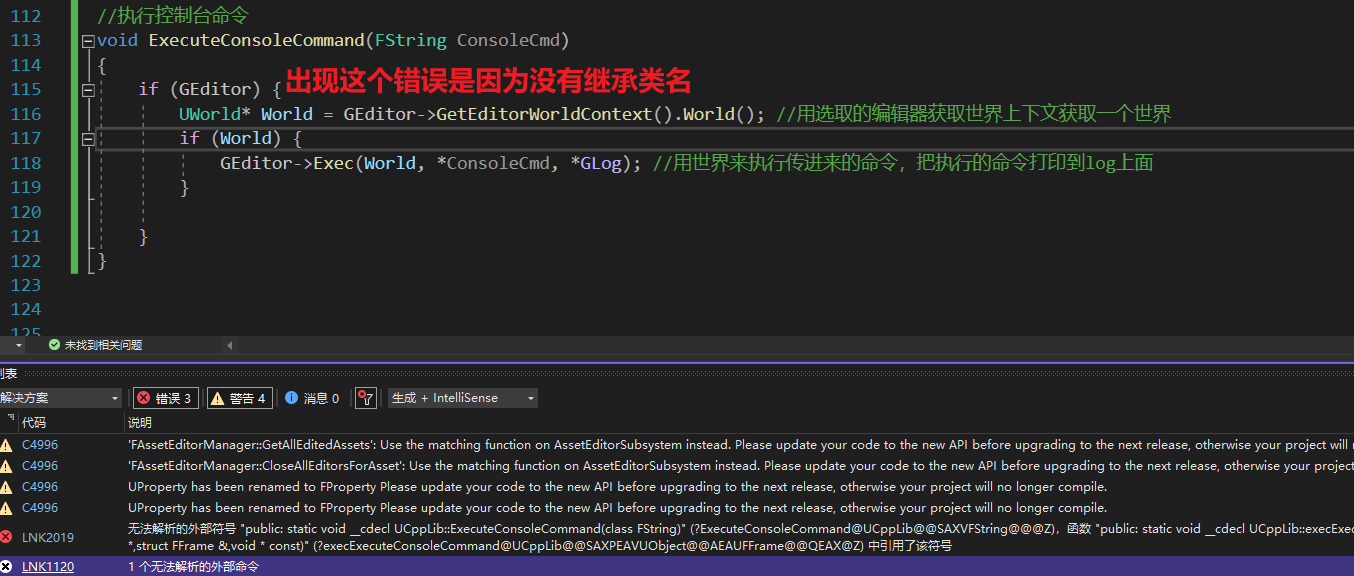 112 //执行控制台命令
113 void ExecuteConsoleCommand(FString ConsoleCmd)
114 {
115 if (GEditor) { 出现这个错误是因为没有继承类名
116 UWorld* World = GEditor->GetEditorWorldContext().World(); //用选取的编辑器获取世界上下文获取一个世界
117 if (World) {
118 GEditor->Exec(World, *ConsoleCmd, *GLog); //用世界来执行传进来的命令，把执行的命令打印到log上面
119 }
120
121 }
122 }
123
124
125
未找到相关问题
列表
解决方案 错误 3 警告 4 消息 0 生成 + IntelliSense
代码 说明
C4996 'FAssetEditorManager::GetAllEditedAssets': Use the matching function on AssetEditorSubsystem instead. Please update your code to the new API before upgrading to the next release, otherwise your project will
C4996 'FAssetEditorManager::CloseAllEditorsForAsset': Use the matching function on AssetEditorSubsystem instead. Please update your code to the new API before upgrading to the next release, otherwise your project
C4996 UProperty has been renamed to FProperty Please update your code to the new API before upgrading to the next release, otherwise your project will no longer compile.
C4996 UProperty has been renamed to FProperty Please update your code to the new API before upgrading to the next release, otherwise your project will no longer compile.
LNK2019 无法解析的外部符号 "public: static void __cdecl UCppLib::ExecuteConsoleCommand(class FString)" (?ExecuteConsoleCommand@UCppLib@@SAXVFString@@@Z)，函数 "public: static void __cdecl UCppLib::execExe
*,struct FFrame &,void * const)" (?execExecuteConsoleCommand@UCppLib@@SAXPEAVUObject@@AEAUFFrame@@QEAX@Z) 中引用了该符号
LNK1120 1 个无法解析的外部命令